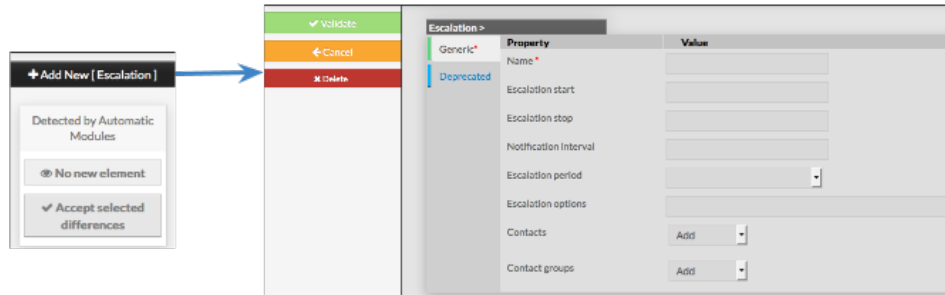 +Add New [ Escalation ]
Detected by Automatic
Modules
No new element
Accept selected
differences
Validate
Cancel
Delete
Escalation >
Generic*
Deprecated
Property Value
Name *
Escalation start
Escalation stop
Notification Interval
Escalation period
Escalation options
Contacts Add
Contact groups Add